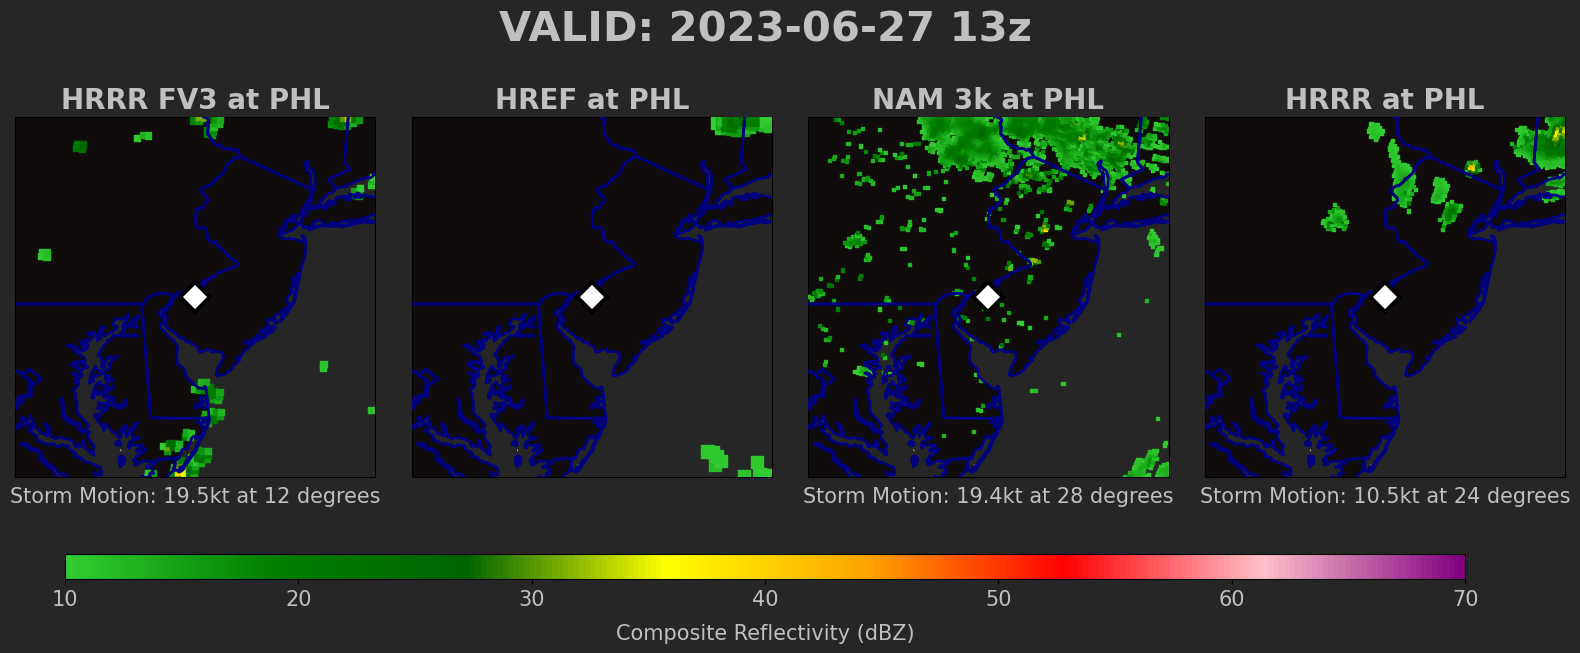 VALID: 2023-06-27 13z
HRRR FV3 at PHL
HREF at PHL
NAM 3k at PHL
HRRR at PHL
Storm Motion: 19.5kt at 12 degrees
Storm Motion: 19.4kt at 28 degrees
Storm Motion: 10.5kt at 24 degrees
10 20 30 40 50 60 70
Composite Reflectivity (dBZ)